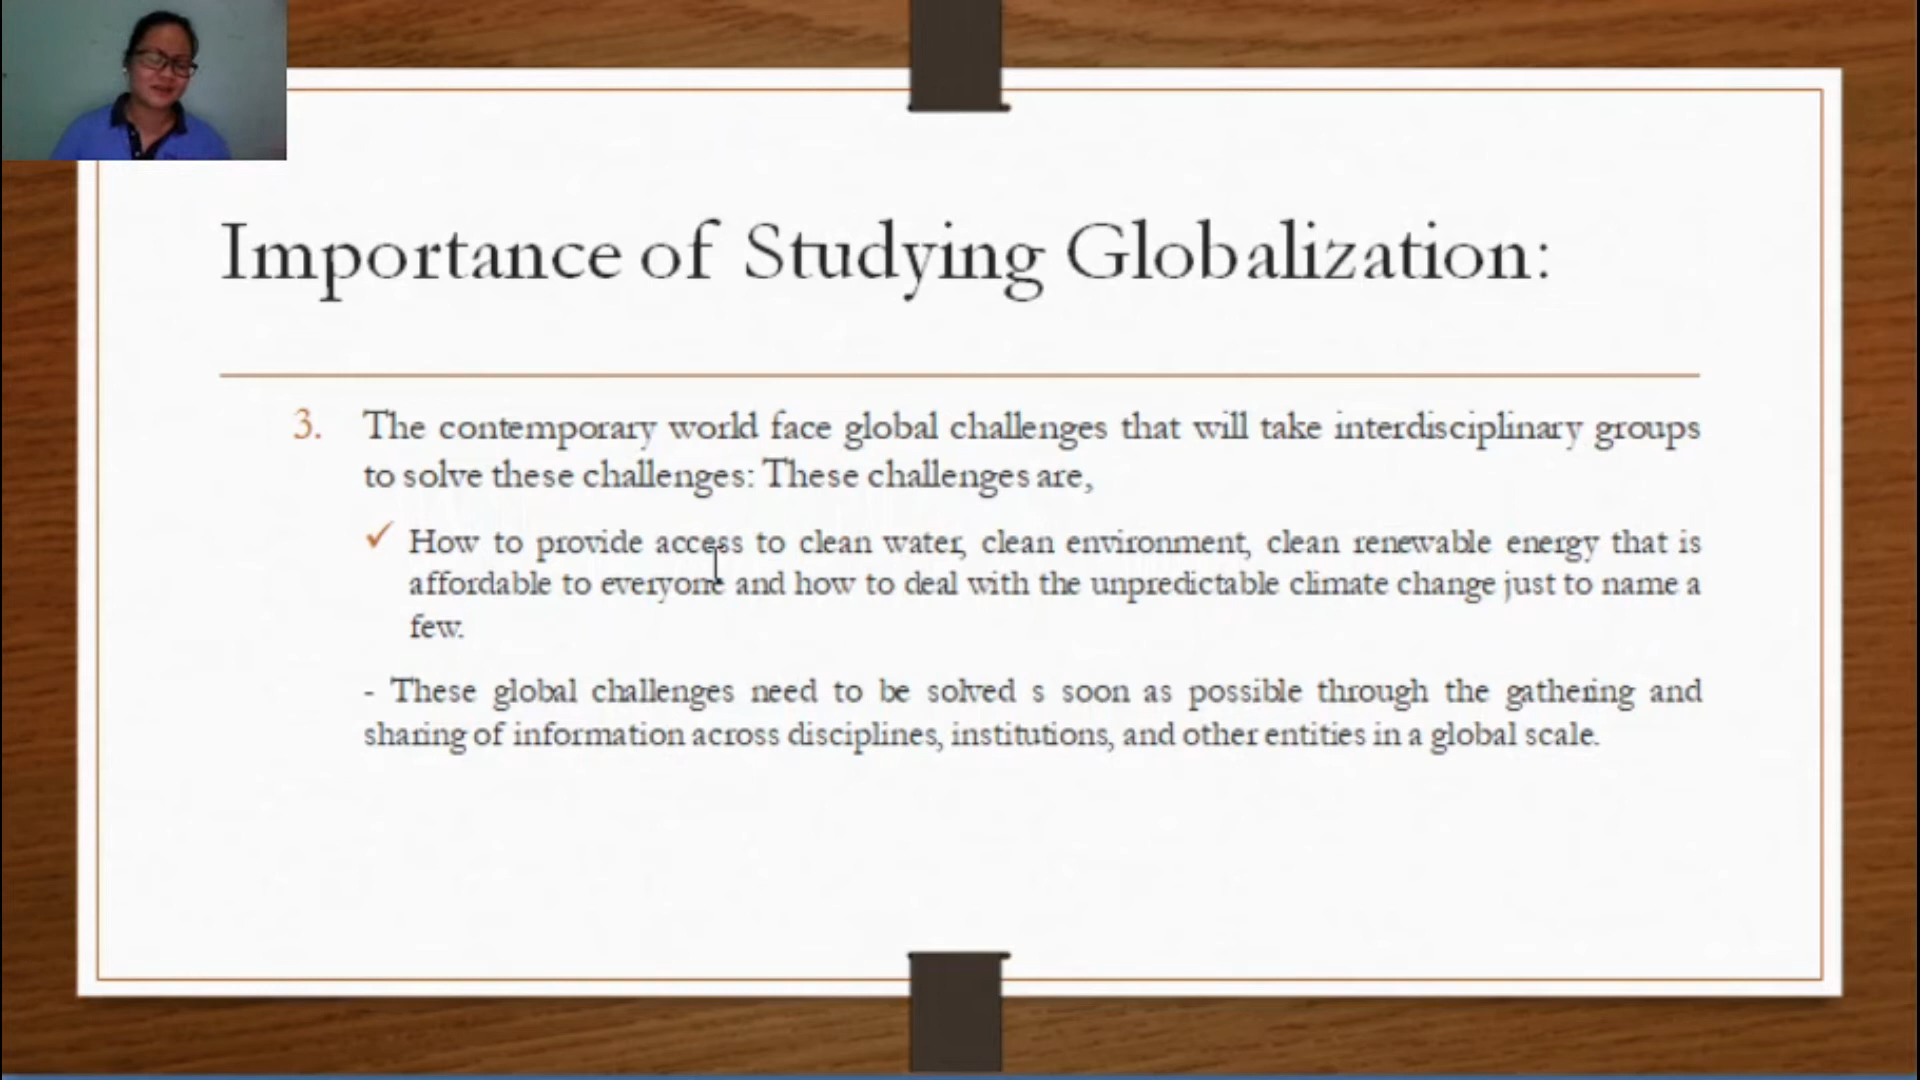 Importance of Studying Globalization:
3. The contemporary world face global challenges that will take interdisciplinary groups
to solve these challenges: These challenges are,
✓ How to provide access to clean water, clean environment, clean renewable energy that is
affordable to everyone and how to deal with the unpredictable climate change just to name a
few.
- These global challenges need to be solved s soon as possible through the gathering and
sharing of information across disciplines, institutions, and other entities in a global scale.